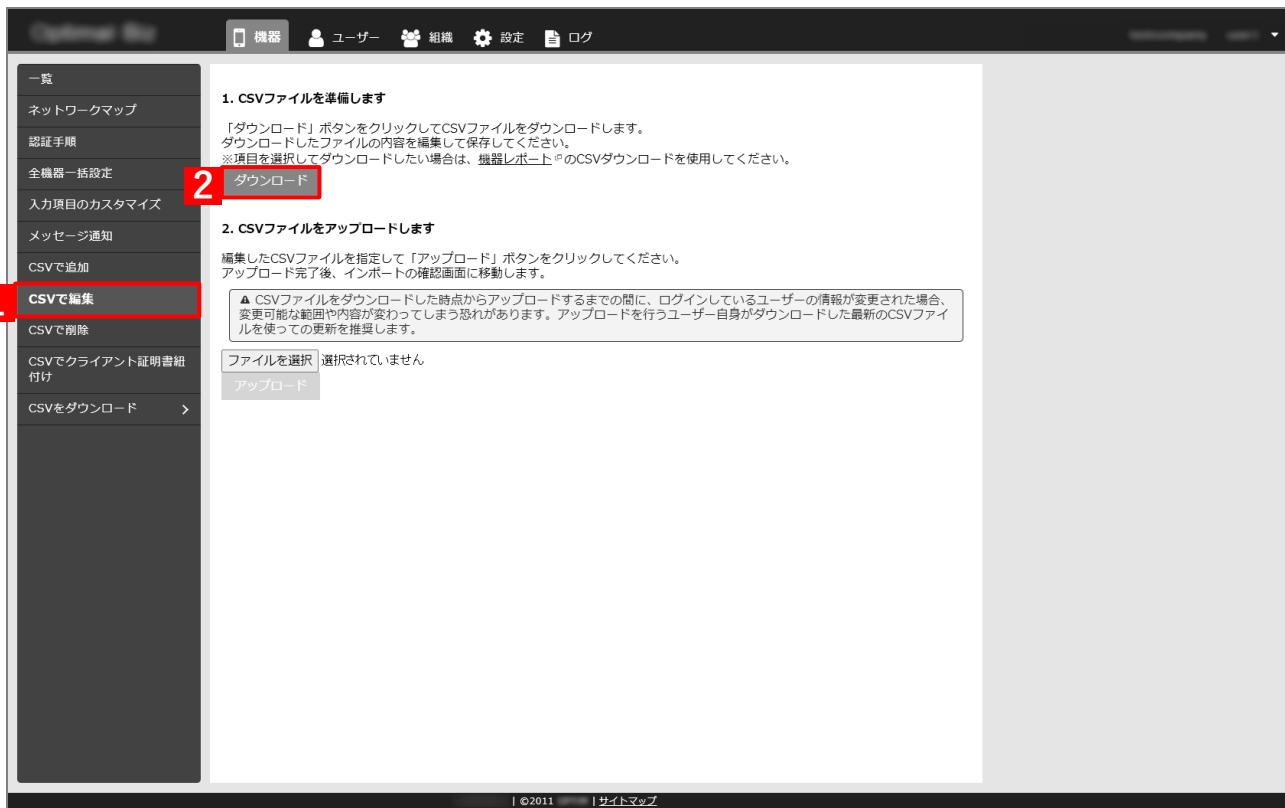 機器
ユーザー
組織
設定
ログ
一覧
ネットワークマップ
認証手順
全機器一括設定
入力項目のカスタマイズ
メッセージ通知
CSVで追加
CSVで編集
CSVで削除
CSVでクライアント証明書紐
付け
CSVをダウンロード
1. CSVファイルを準備します
「ダウンロード」ボタンをクリックしてCSVファイルをダウンロードします。
ダウンロードしたファイルの内容を編集して保存してください。
※項目を選択してダウンロードしたい場合は、機器レポートのCSVダウンロードを使用してください。
2
ダウンロード
2. CSVファイルをアップロードします
編集したCSVファイルを指定して「アップロード」ボタンをクリックしてください。
アップロード完了後、インポートの確認画面に移動します。
CSVファイルをダウンロードした時点からアップロードするまでの間に、ログインしているユーザーの情報が変更された場合、
変更可能な範囲や内容が変わってしまう恐れがあります。アップロードを行うユーザー自身がダウンロードした最新のCSVファイ
ルを使っての更新を推奨します。
ファイルを選択 選択されていません
アップロード
| ©2011 | サイトマップ